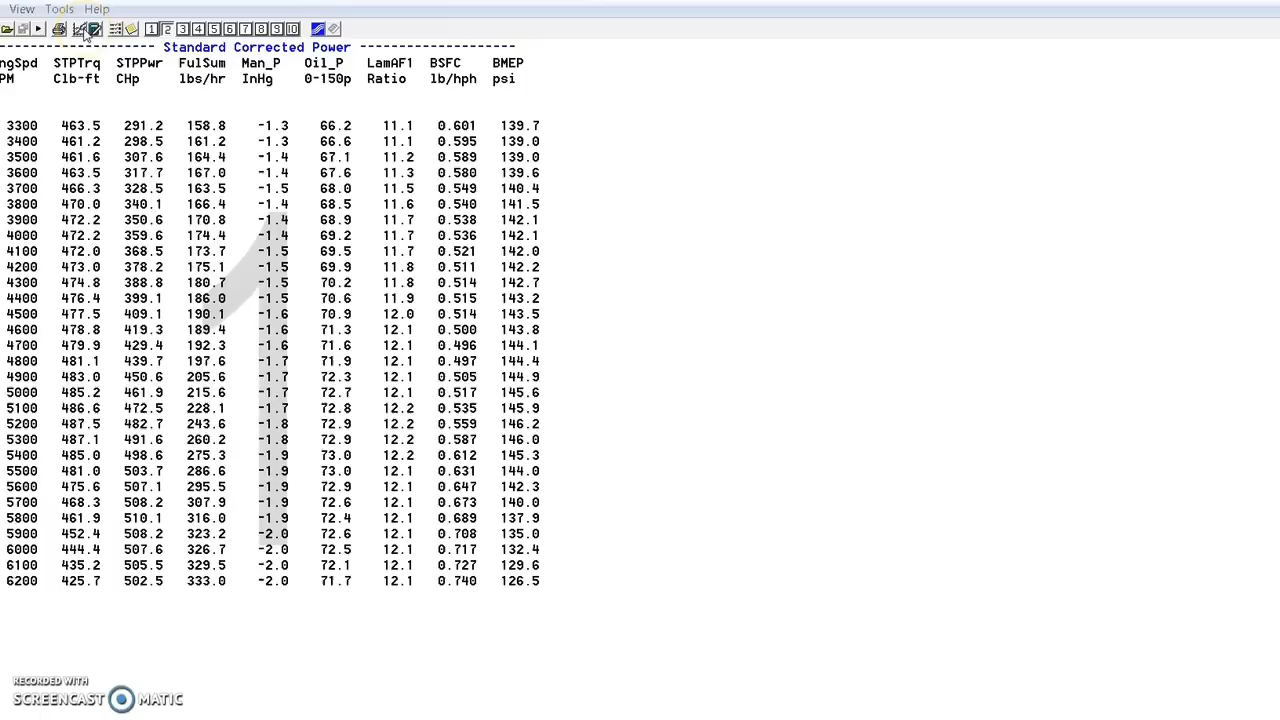 View Tools Help
1 2 3 4 5 6 7 8 9 10
---------------------- Standard Corrected Power --------------------
ngSpd STPTrq STPPwr FulSum Man_P Oil_P LamAF1 BSFC BMEP
PM Clb-ft CHp lbs/hr InHg 0-150p Ratio lb/hph psi
3300 463.5 291.2 158.8 -1.3 66.2 11.1 0.601 139.7
3400 461.2 298.5 161.2 -1.3 66.6 11.1 0.595 139.0
3500 461.6 307.6 164.4 -1.4 67.1 11.2 0.589 139.0
3600 463.5 317.7 167.0 -1.4 67.6 11.3 0.580 139.6
3700 466.3 328.5 163.5 -1.5 68.0 11.5 0.549 140.4
3800 470.0 340.1 166.4 -1.4 68.5 11.6 0.540 141.5
3900 472.2 350.6 170.8 -1.4 68.9 11.7 0.538 142.1
4000 472.2 359.6 174.4 -1.4 69.2 11.7 0.536 142.1
4100 472.0 368.5 173.7 -1.5 69.5 11.7 0.521 142.0
4200 473.0 378.2 175.1 -1.5 69.9 11.8 0.511 142.2
4300 474.8 388.8 180.7 -1.5 70.2 11.8 0.514 142.7
4400 476.4 399.1 186.0 -1.5 70.6 11.9 0.515 143.2
4500 477.5 409.1 190.1 -1.6 70.9 12.0 0.514 143.5
4600 478.8 419.3 189.4 -1.6 71.3 12.1 0.500 143.8
4700 479.9 429.4 192.3 -1.6 71.6 12.1 0.496 144.1
4800 481.1 439.7 197.6 -1.7 71.9 12.1 0.497 144.4
4900 483.0 450.6 205.6 -1.7 72.3 12.1 0.505 144.9
5000 485.2 461.9 215.6 -1.7 72.7 12.1 0.517 145.6
5100 486.6 472.5 228.1 -1.7 72.8 12.2 0.535 145.9
5200 487.5 482.7 243.6 -1.8 72.9 12.2 0.559 146.2
5300 487.1 491.6 260.2 -1.8 72.9 12.2 0.587 146.0
5400 485.0 498.6 275.3 -1.9 73.0 12.2 0.612 145.3
5500 481.0 503.7 286.6 -1.9 73.0 12.1 0.631 144.0
5600 475.6 507.1 295.5 -1.9 72.9 12.1 0.647 142.3
5700 468.3 508.2 307.9 -1.9 72.6 12.1 0.673 140.0
5800 461.9 510.1 316.0 -1.9 72.4 12.1 0.689 137.9
5900 452.4 508.2 323.2 -2.0 72.6 12.1 0.708 135.0
6000 444.4 507.6 326.7 -2.0 72.5 12.1 0.717 132.4
6100 435.2 505.5 329.5 -2.0 72.1 12.1 0.727 129.6
6200 425.7 502.5 333.0 -2.0 71.7 12.1 0.740 126.5
1
RECORDED WITH
SCREENCAST MATIC